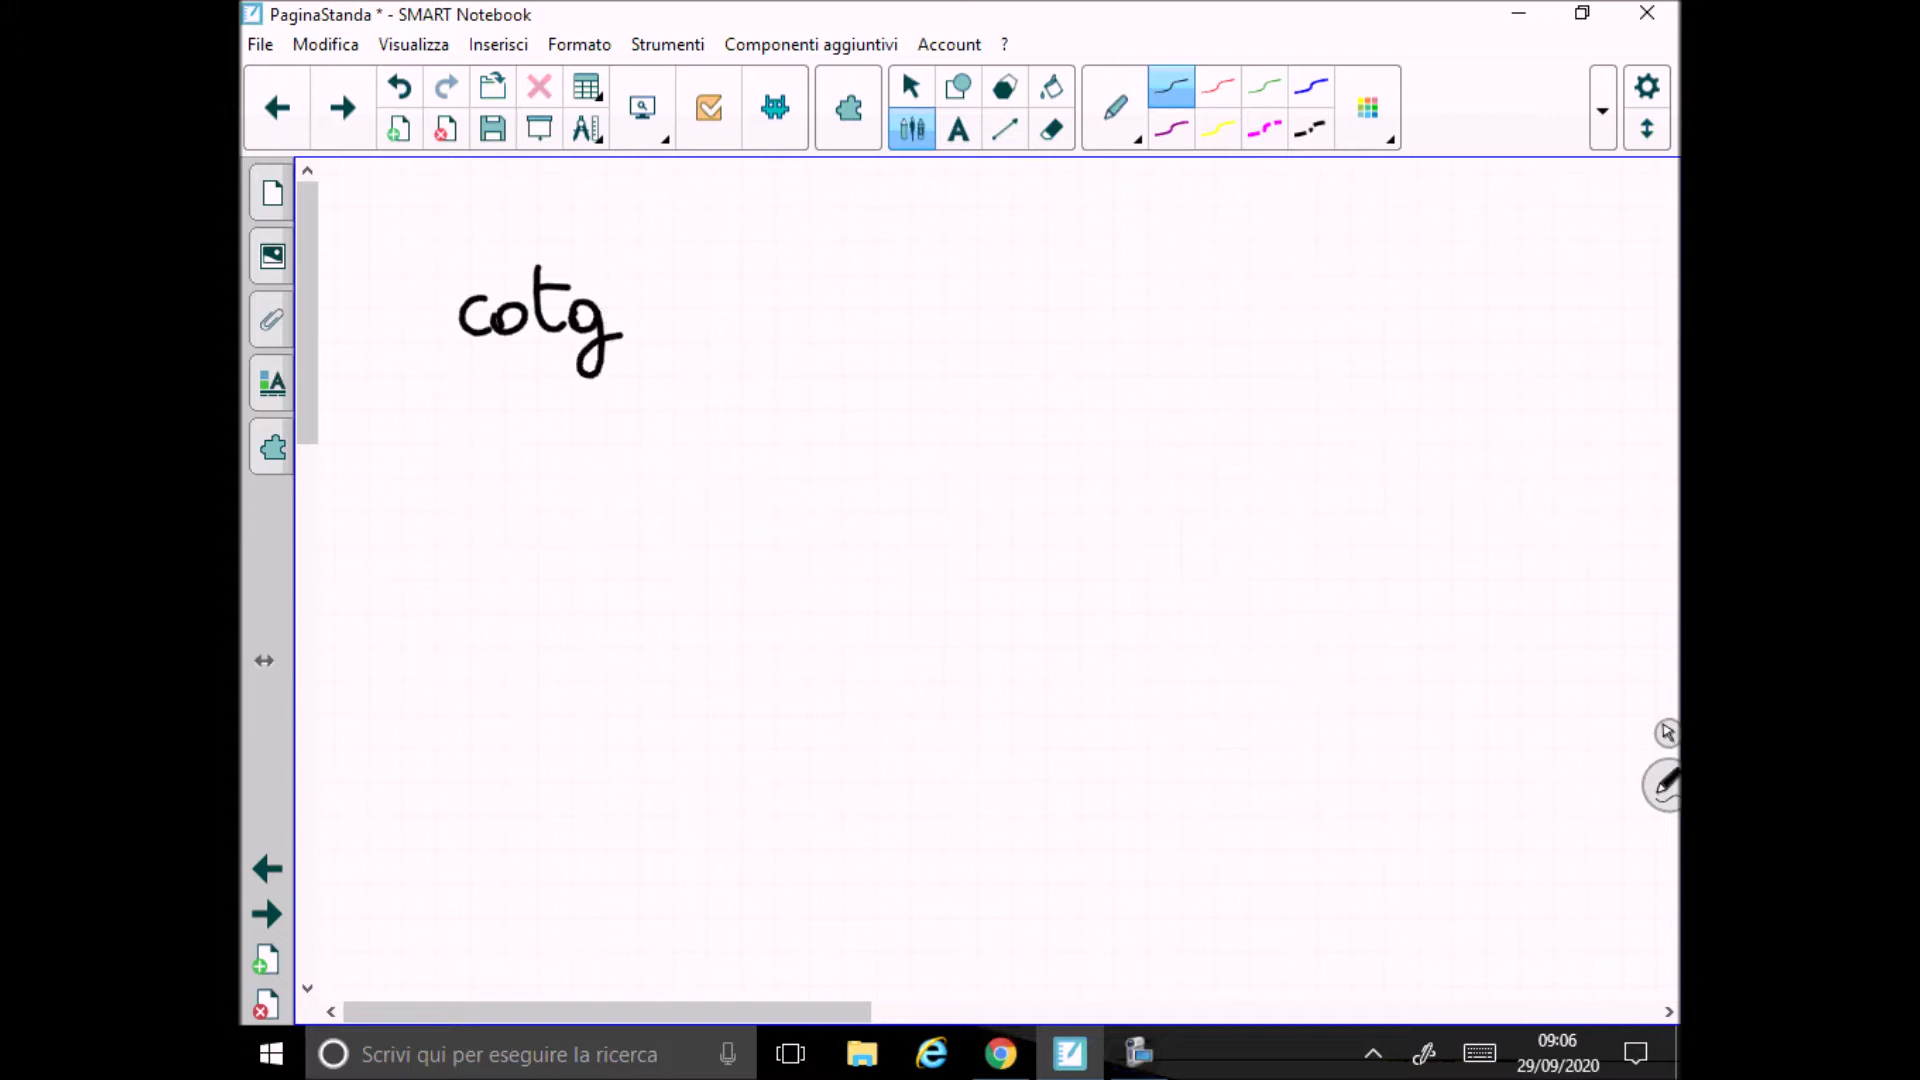 PaginaStanda * - SMART Notebook
File Modifica Visualizza Inserisci Formato Strumenti Componenti aggiuntivi Account ?
cotg
Scrivi qui per eseguire la ricerca
09:06
29/09/2020